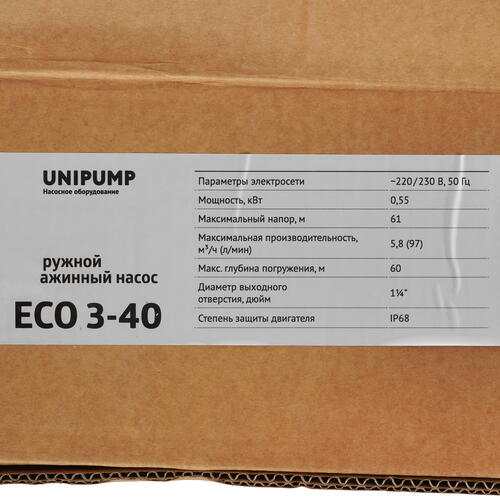 UNIPUMP
Насосное оборудование
ружной
ажинный насос
ECO 3-40
Параметры электросети ~220/230 В, 50 Гц
Мощность, кВт 0,55
Максимальный напор, м 61
Максимальная производительность,
м³/ч (л/мин) 5,8 (97)
Макс. глубина погружения, м 60
Диаметр выходного
отверстия, дюйм 1¼"
Степень защиты двигателя IP68